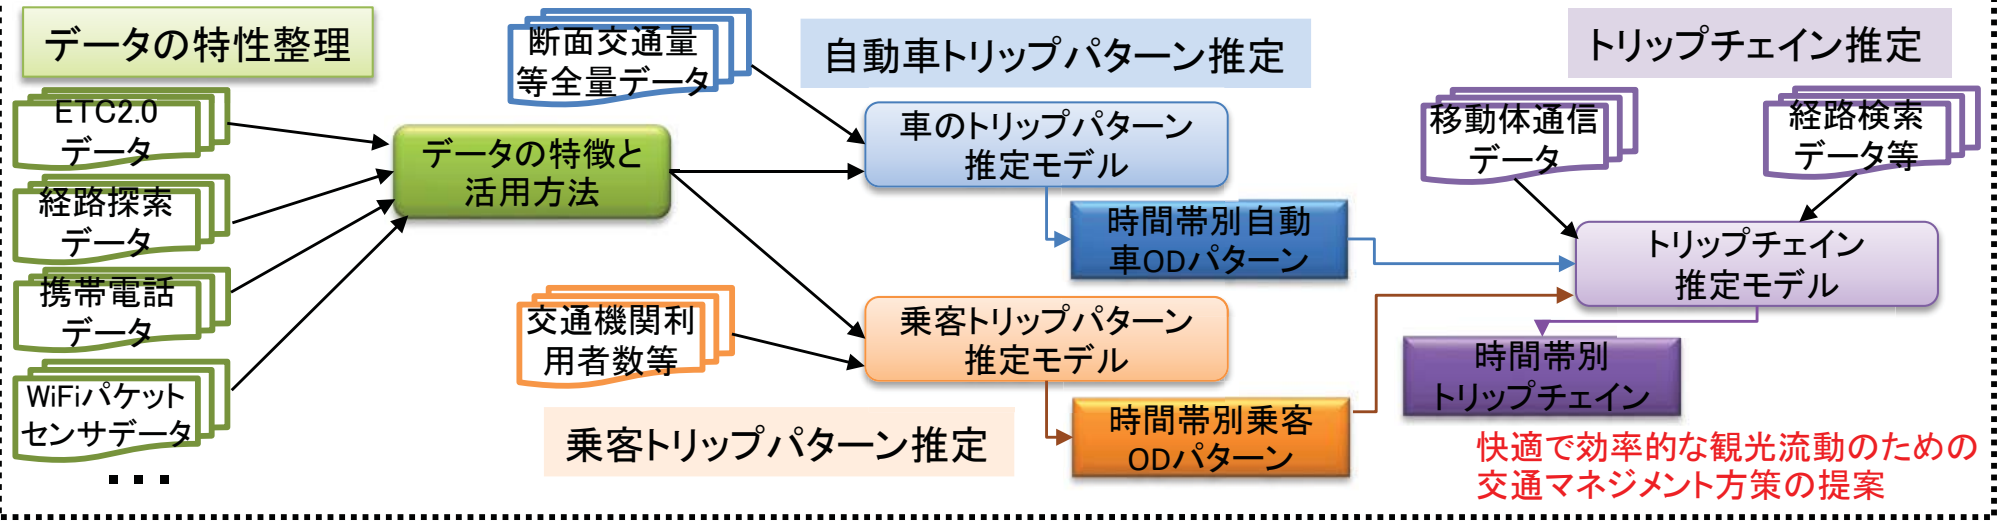 データの特性整理
ETC2.0
データ
経路探索
データ
携帯電話
データ
WiFiパケット
センサデータ
...
データの特徴と
活用方法
断面交通量
等全量データ
自動車トリップパターン推定
車のトリップパターン
推定モデル
時間帯別自動
車ODパターン
交通機関利
用者数等
乗客トリップパターン
推定モデル
乗客トリップパターン推定
時間帯別乗客
ODパターン
トリップチェイン推定
移動体通信
データ
経路検索
データ等
トリップチェイン
推定モデル
時間帯別
トリップチェイン
快適で効率的な観光流動のための
交通マネジメント方策の提案